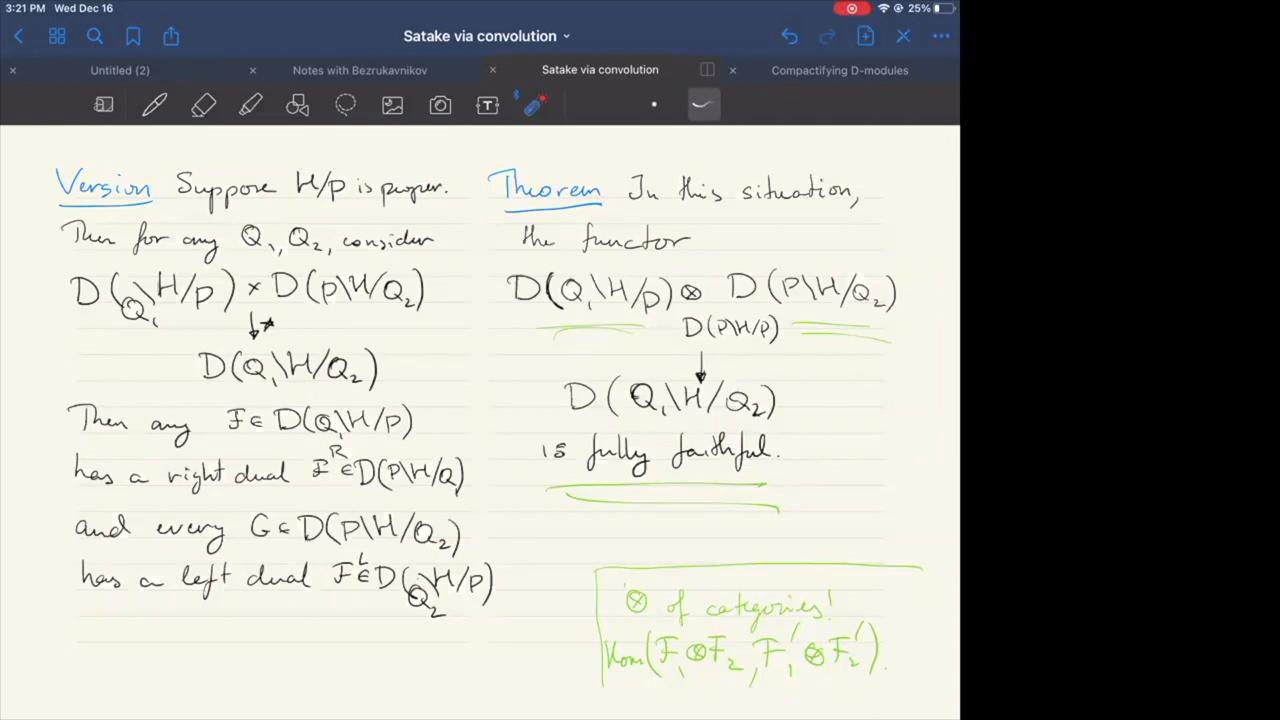 3:21 PM Wed Dec 16
25%
Satake via convolution
Untitled (2)
Notes with Bezrukavnikov
Satake via convolution
Compactifying D-modules
Version Suppose H/P is proper.
Then for any Q₁, Q₂, consider
D(Q₁\H/P) × D(P\H/Q₂)
↓*
D(Q₁\H/Q₂)
Then any F ∈ D(Q₁\H/P)
has a right dual F^R ∈ D(P\H/Q₁)
and every G ∈ D(P\H/Q₂)
has a left dual F^L ∈ D(Q₂\H/P)
Theorem In this situation,
the functor
D(Q₁\H/P) ⊗ D(P\H/Q₂)
D(P\H/P)
↓
D(Q₁\H/Q₂)
is fully faithful.
⊗ of categories!
Hom(F₁⊗F₂, F₁'⊗F₂').